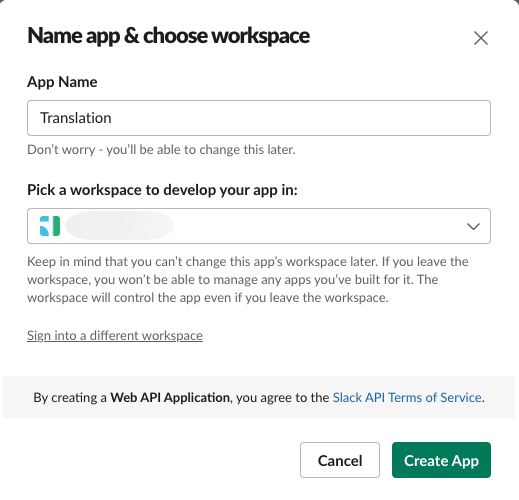 Name app & choose workspace
App Name
Translation
Don't worry - you'll be able to change this later.
Pick a workspace to develop your app in:
Keep in mind that you can't change this app's workspace later. If you leave the
workspace, you won't be able to manage any apps you've built for it. The
workspace will control the app even if you leave the workspace.
Sign into a different workspace
By creating a Web API Application, you agree to the Slack API Terms of Service.
Cancel
Create App